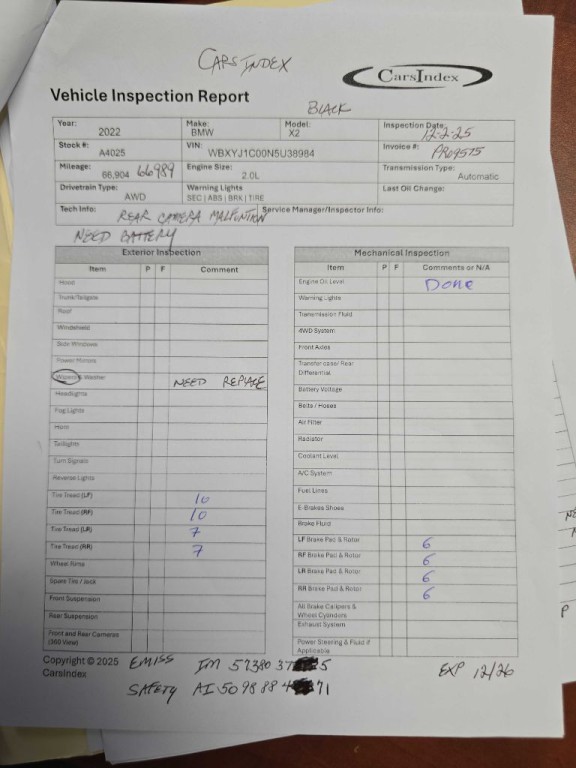 CARS INDEX
CarsIndex
Vehicle Inspection Report
BLACK
Year: 2022 Make: BMW Model: X2 Inspection Date: 12-2-25
Stock#: A4025 VIN: WBXYJ1C00N5U38984 Invoice #: PR69575
Mileage: 66,904 66989 Engine Size: 2.0L Transmission Type: Automatic
Drivetrain Type: AWD Warning Lights SEC | ABS | BRK | TIRE Last Oil Change:
Tech Info: REAR CAMERA Service Manager/Inspector Info:
NEED BATTERY
Exterior Inspection
Item P F Comment
Hood
Trunk/Tailgate
Roof
Windshield
Side Windows
Power Mirrors
Wipers & Washer NEED REPLACE
Headlights
Fog Lights
Horn
Taillights
Turn Signals
Reverse Lights
Tire Tread (LF) 10
Tire Tread (RF) 10
Tire Tread (LR) 7
Tire Tread (RR) 7
Wheel Rims
Spare Tire / Jack
Front Suspension
Rear Suspension
Front and Rear Cameras (360 View)
Mechanical Inspection
Item P F Comments or N/A
Engine Oil Level Done
Warning Lights
Transmission Fluid
4WD System
Front Axles
Transfer case/ Rear Differential
Battery Voltage
Belts / Hoses
Air Filter
Radiator
Coolant Level
A/C System
Fuel Lines
E-Brakes Shoes
Brake Fluid
LF Brake Pad & Rotor 6
RF Brake Pad & Rotor 6
LR Brake Pad & Rotor 6
RR Brake Pad & Rotor 6
All Brake Calipers & Wheel Cylinders
Exhaust System
Power Steering & Fluid if Applicable
Copyright © 2025 CarsIndex
EMISS IM 5738037 5 EXP 12/26
SAFETY AI 5098884 71